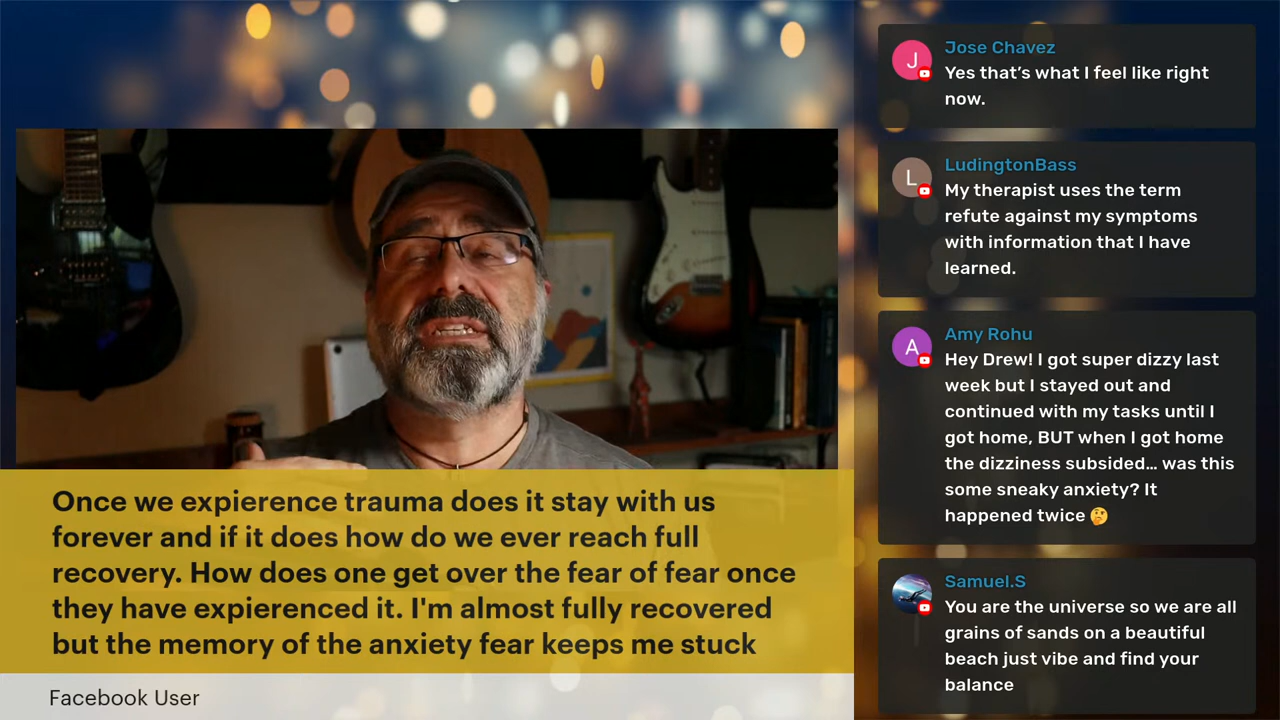 Once we expierence trauma does it stay with us
forever and if it does how do we ever reach full
recovery. How does one get over the fear of fear once
they have expierenced it. I'm almost fully recovered
but the memory of the anxiety fear keeps me stuck
Facebook User
J
Jose Chavez
Yes that’s what I feel like right
now.
L
LudingtonBass
My therapist uses the term
refute against my symptoms
with information that I have
learned.
A
Amy Rohu
Hey Drew! I got super dizzy last
week but I stayed out and
continued with my tasks until I
got home, BUT when I got home
the dizziness subsided… was this
some sneaky anxiety? It
happened twice 🤔
Samuel.S
You are the universe so we are all
grains of sands on a beautiful
beach just vibe and find your
balance